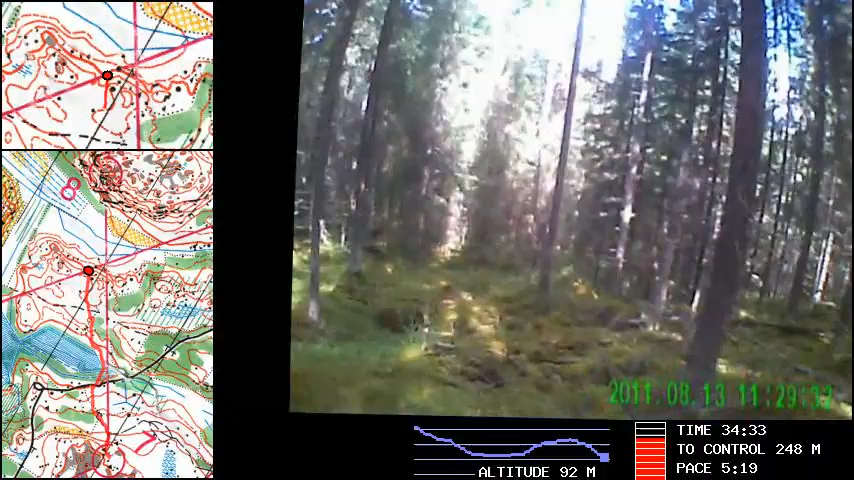 2011.08.13 11:29:32
TIME 34:33
TO CONTROL 248 M
ALTITUDE 92 M
PACE 5:19